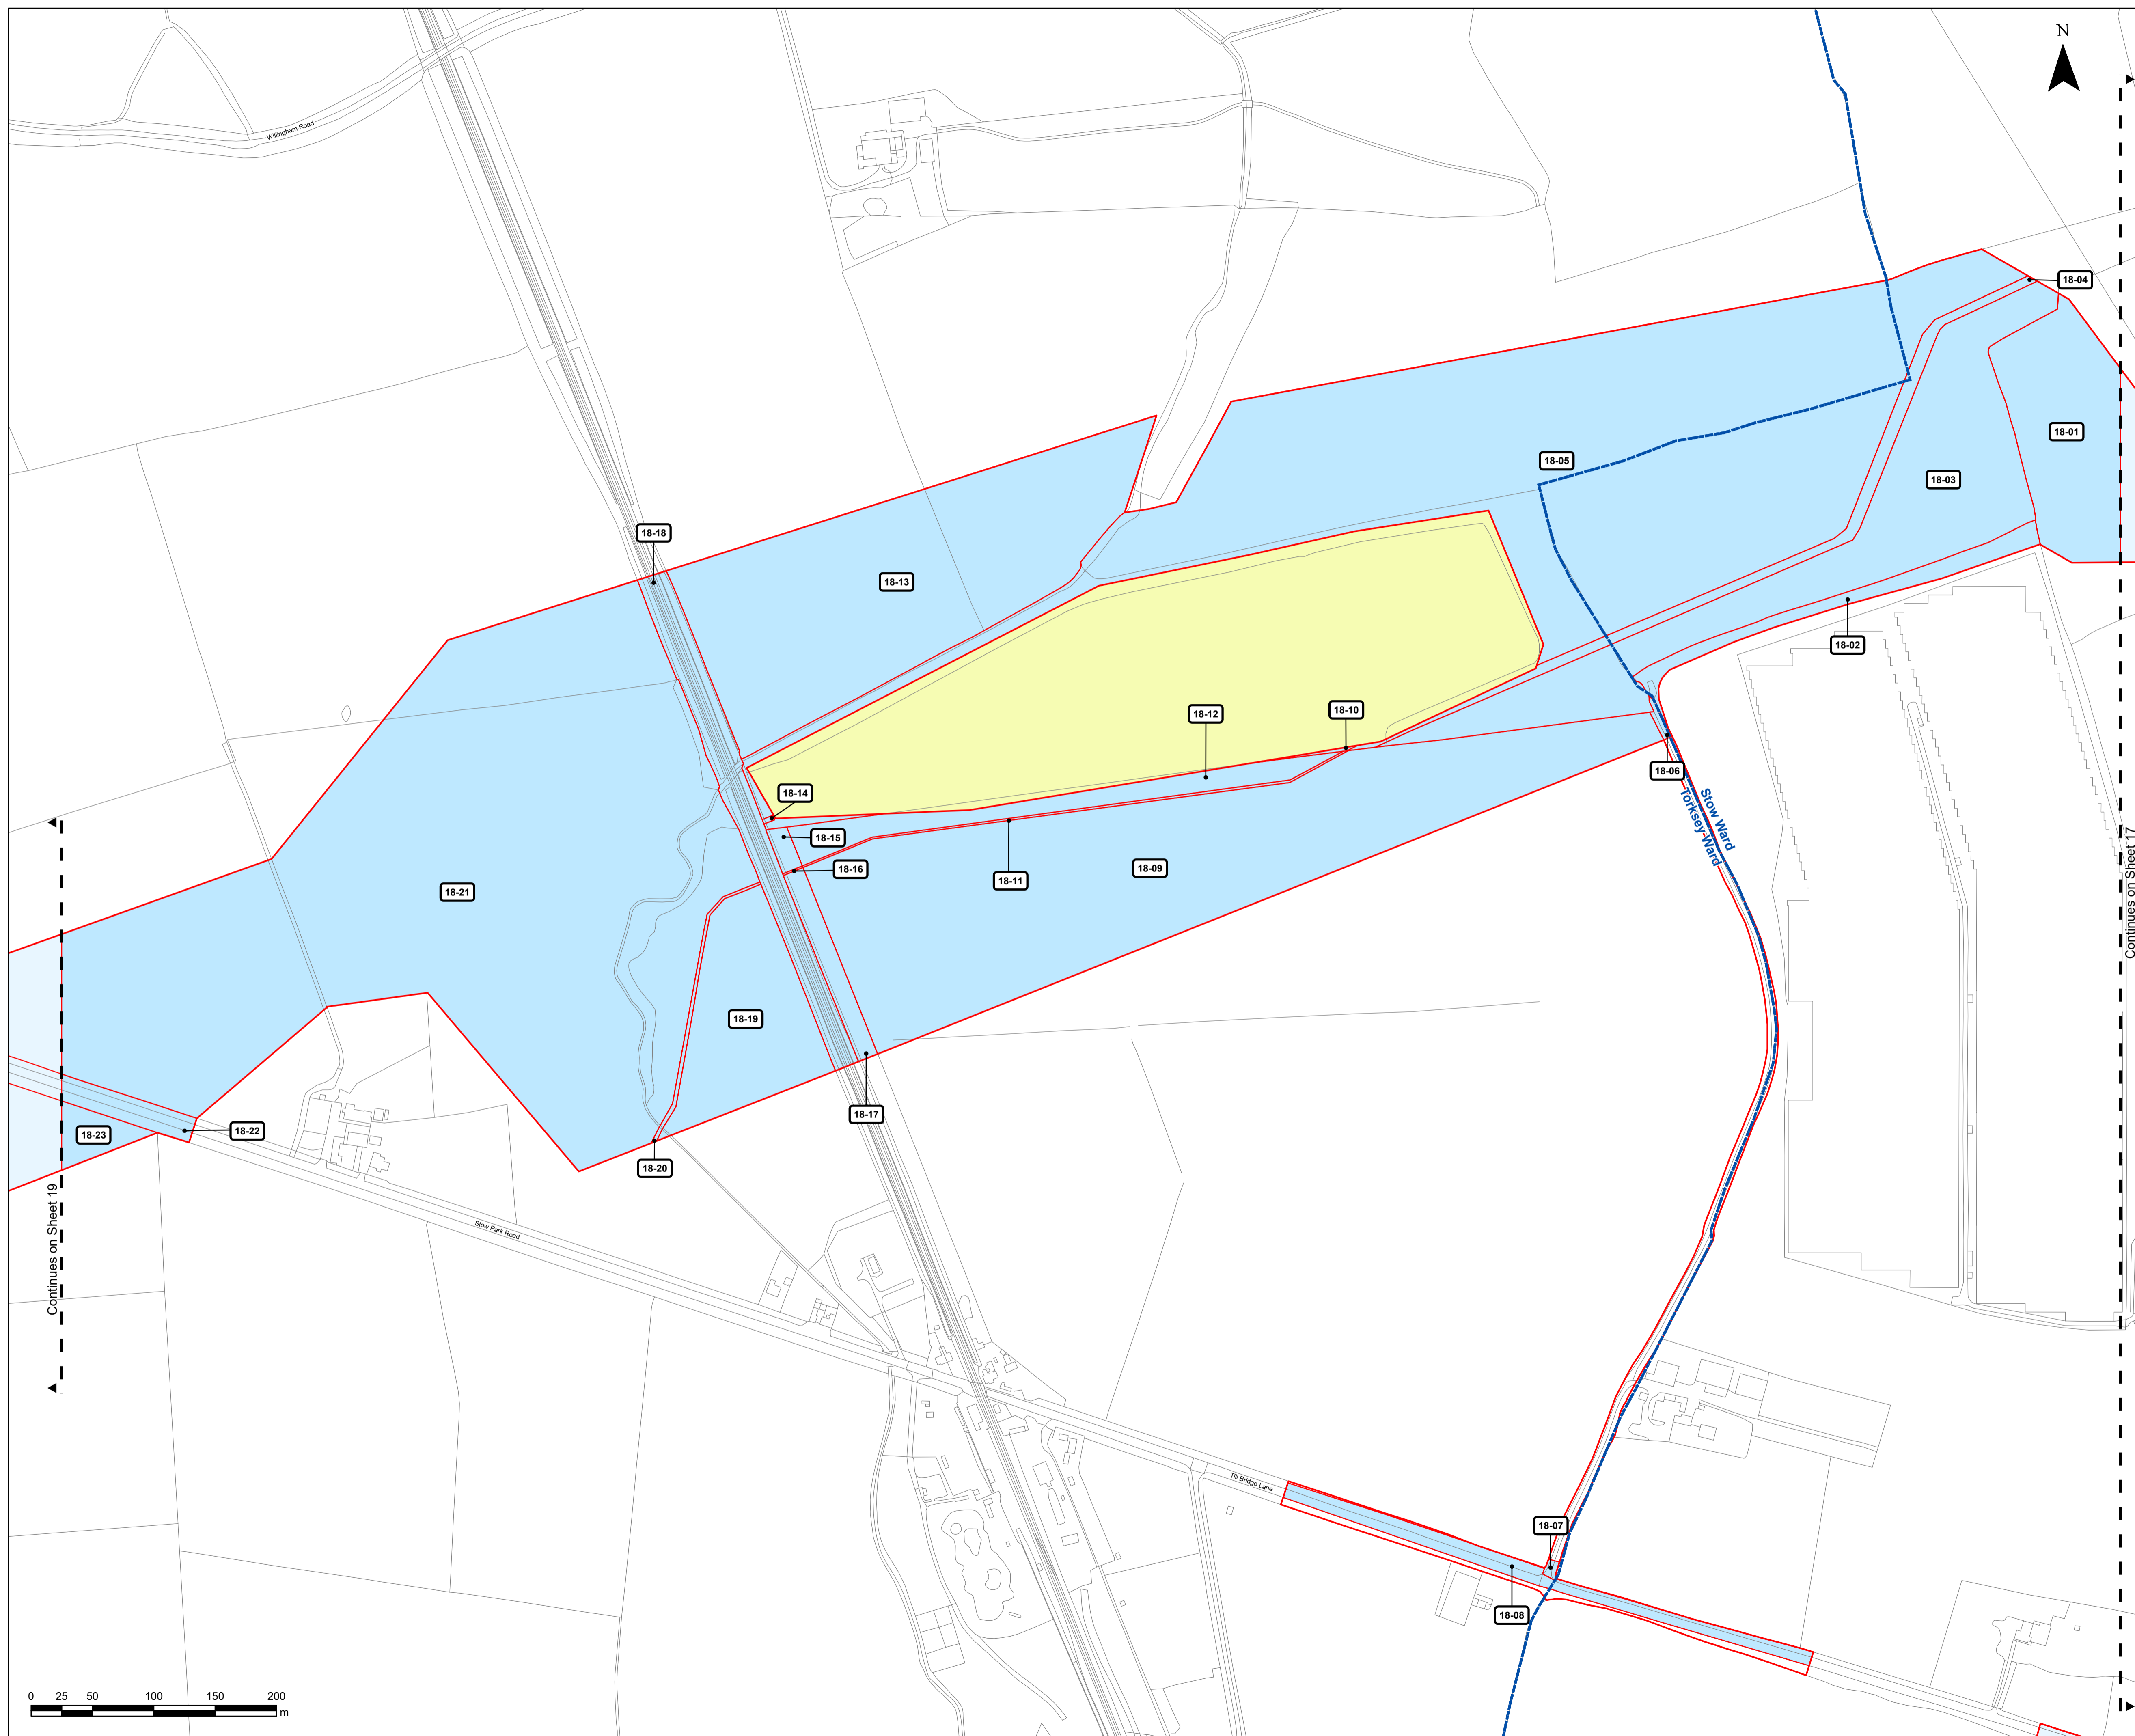 N
Willingham Road
18-04
18-01
18-05
18-03
18-18
18-13
18-02
18-12
18-10
18-06
18-14
18-15
Stow Ward
Torksey Ward
18-16
18-09
18-11
18-21
Continues on Sheet 17
18-19
18-17
18-22
18-23
18-20
Continues on Sheet 19
Stow Park Road
Till Bridge Lane
18-07
18-08
0 25 50 100 150 200
m